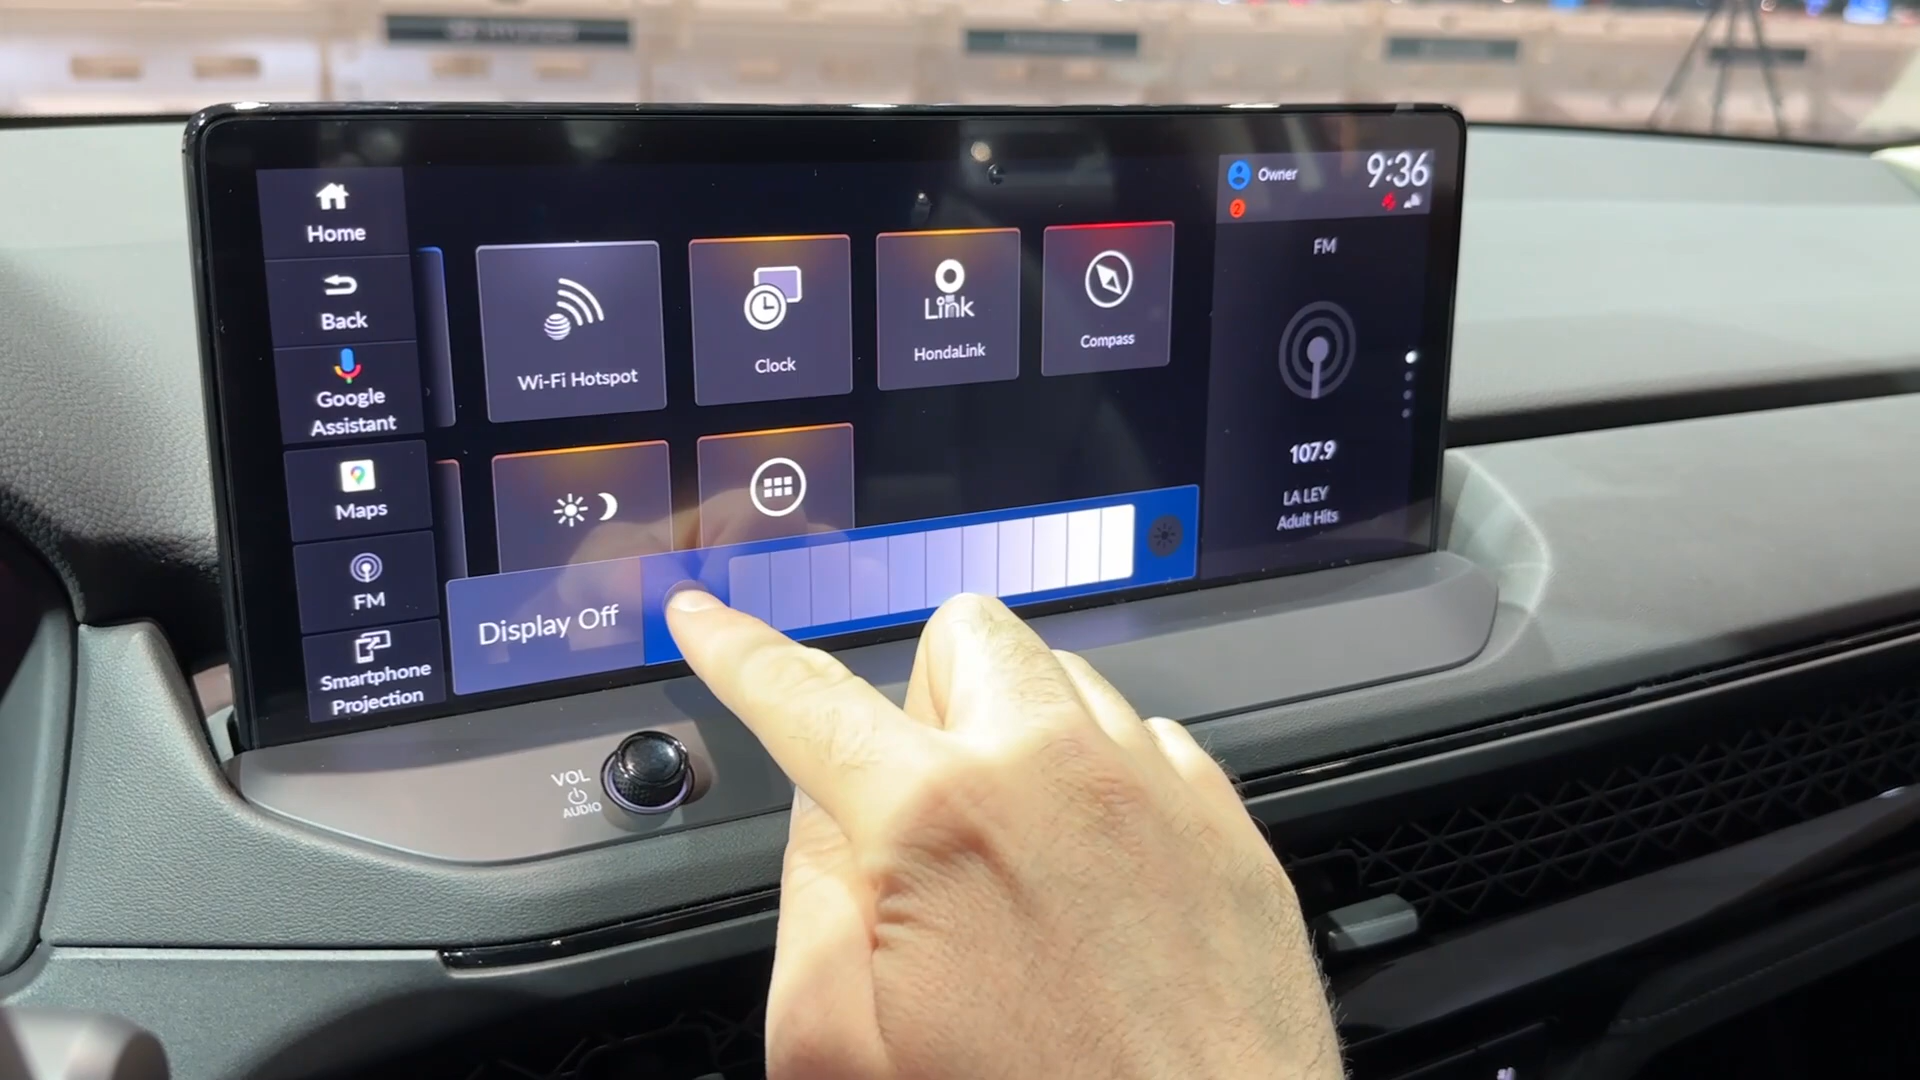 Home
Back
Google
Assistant
Maps
FM
Smartphone
Projection
Wi-Fi Hotspot
Clock
Link
HondaLink
Compass
Display Off
Owner
9:36
2
FM
107.9
LA LEY
Adult Hits
VOL
AUDIO